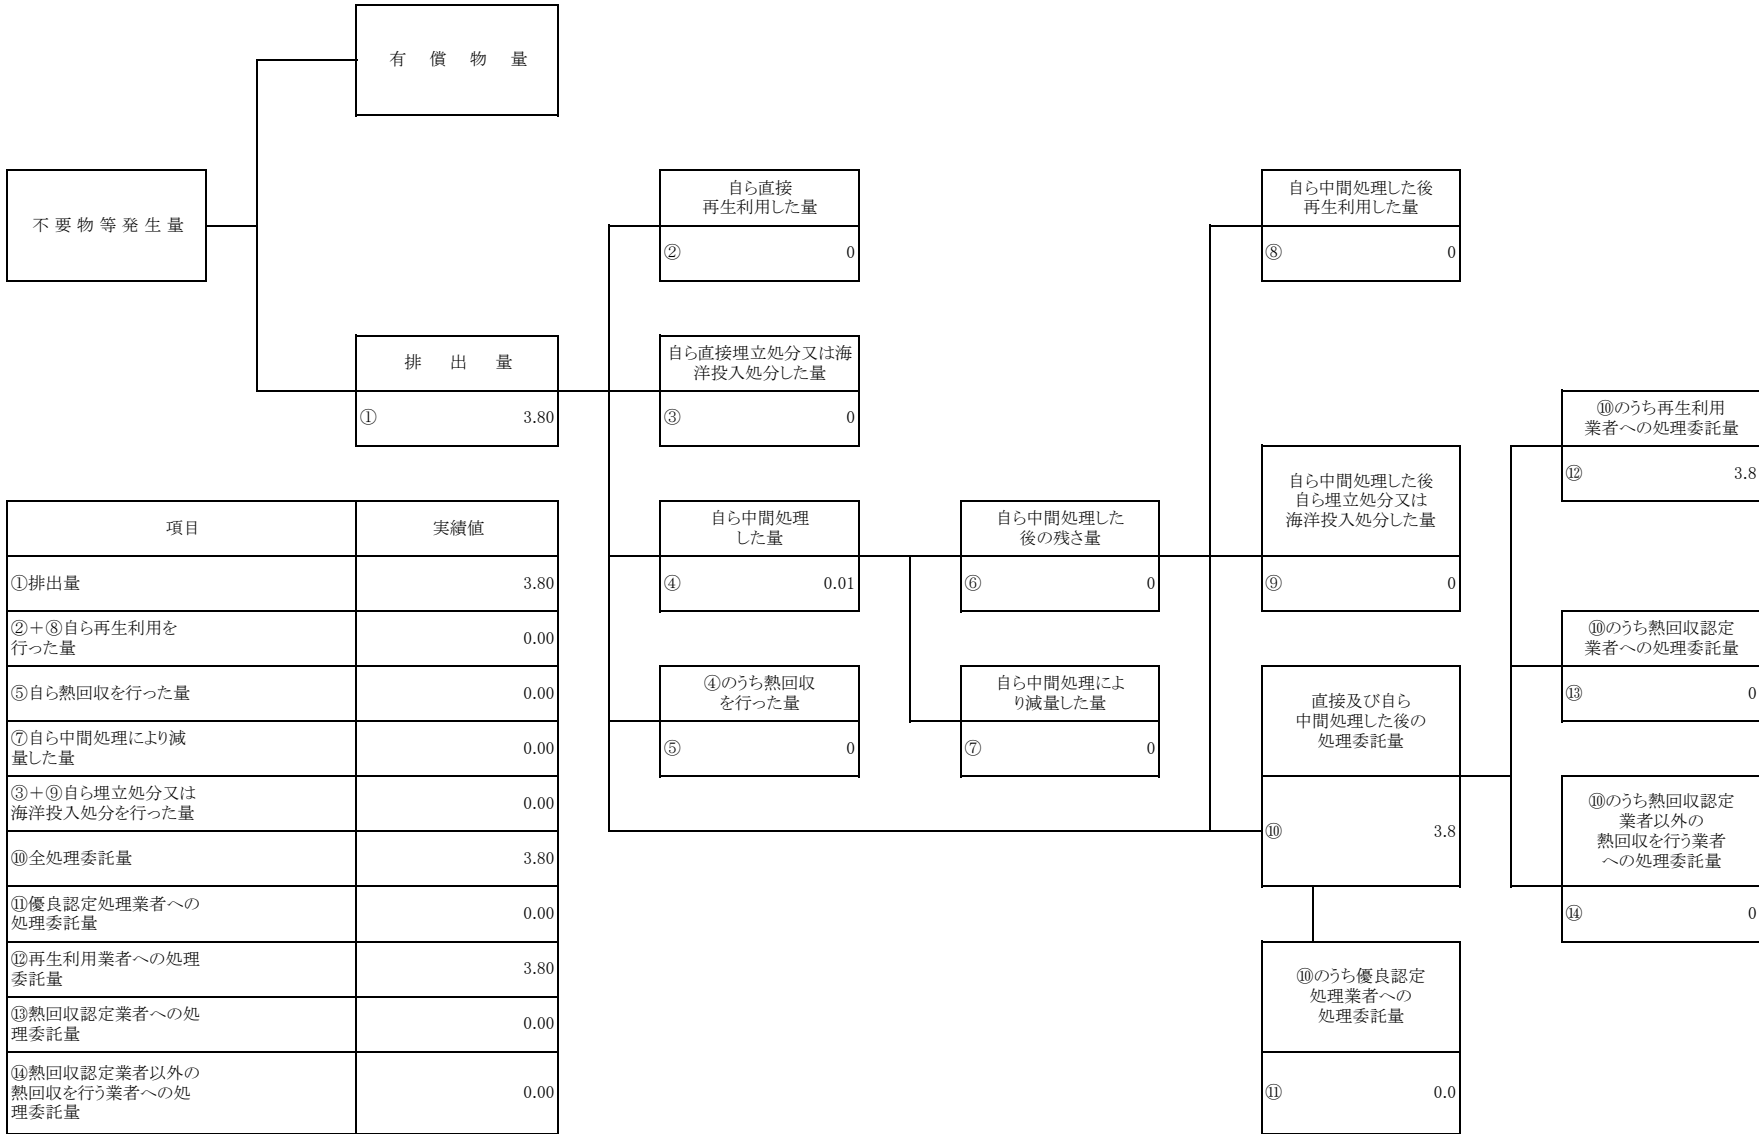 有 償 物 量
不 要 物 等 発 生 量
自ら直接
再生利用した量
② 0
自ら中間処理した後
再生利用した量
⑧ 0
排 出 量
① 3.80
自ら直接埋立処分又は海
洋投入処分した量
③ 0
⑩のうち再生利用
業者への処理委託量
⑫ 3.8
自ら中間処理
した量
④ 0.01
自ら中間処理した
後の残さ量
⑥ 0
自ら中間処理した後
自ら埋立処分又は
海洋投入処分した量
⑨ 0
⑩のうち熱回収認定
業者への処理委託量
⑬ 0
④のうち熱回収
を行った量
⑤ 0
自ら中間処理によ
り減量した量
⑦ 0
直接及び自ら
中間処理した後の
処理委託量
⑩ 3.8
⑩のうち熱回収認定
業者以外の
熱回収を行う業者
への処理委託量
⑭ 0
⑩のうち優良認定
処理業者への
処理委託量
⑪ 0.0
項目 実績値
①排出量 3.80
②＋⑧自ら再生利用を
行った量 0.00
⑤自ら熱回収を行った量 0.00
⑦自ら中間処理により減
量した量 0.00
③＋⑨自ら埋立処分又は
海洋投入処分を行った量 0.00
⑩全処理委託量 3.80
⑪優良認定処理業者への
処理委託量 0.00
⑫再生利用業者への処理
委託量 3.80
⑬熱回収認定業者への処
理委託量 0.00
⑭熱回収認定業者以外の
熱回収を行う業者への処
理委託量 0.00